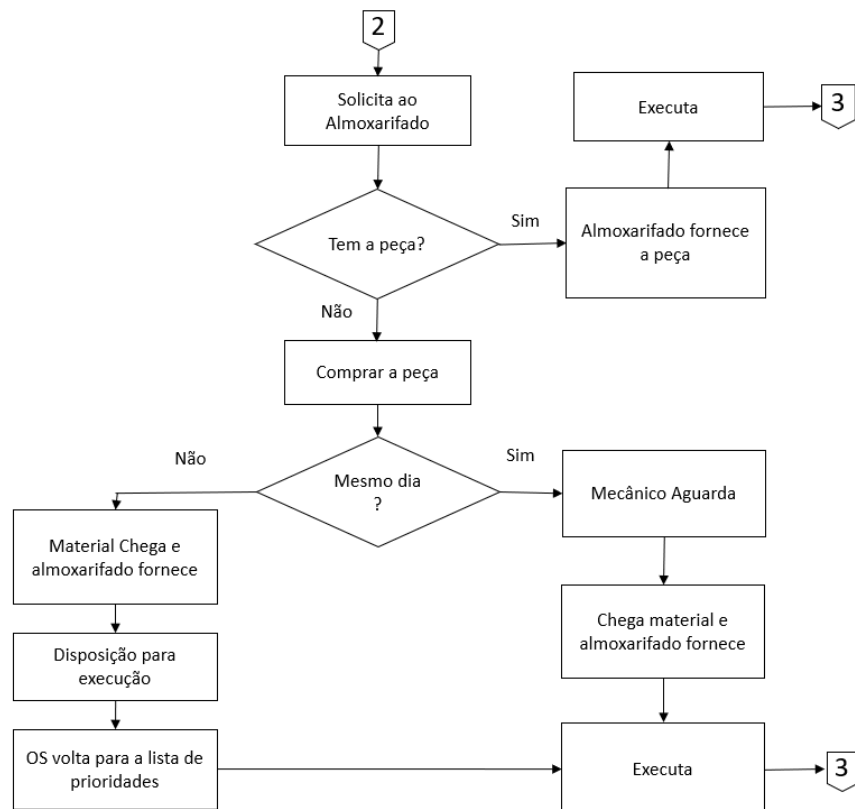 2
Solicita ao
Almoxarifado
Executa
3
Tem a peça?
Sim
Almoxarifado fornece
a peça
Não
Comprar a peça
Não
Mesmo dia
?
Sim
Mecânico Aguarda
Material Chega e
almoxarifado fornece
Chega material e
almoxarifado fornece
Disposição para
execução
OS volta para a lista de
prioridades
Executa
3